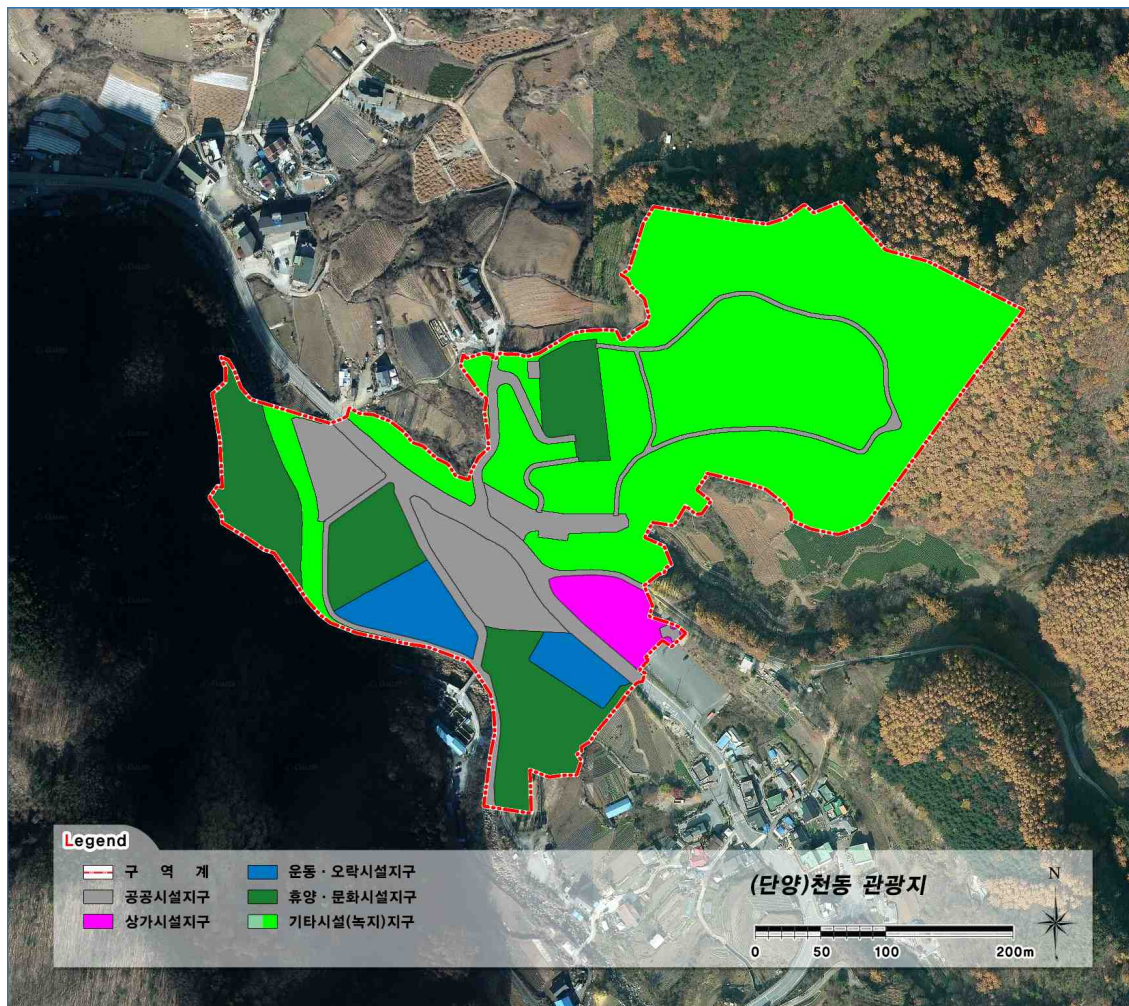 Legend
구 역 계
운동 · 오락시설지구
공공시설지구
휴양 · 문화시설지구
상가시설지구
기타시설(녹지)지구
(단양)천동 관광지
N
0 50 100 200m